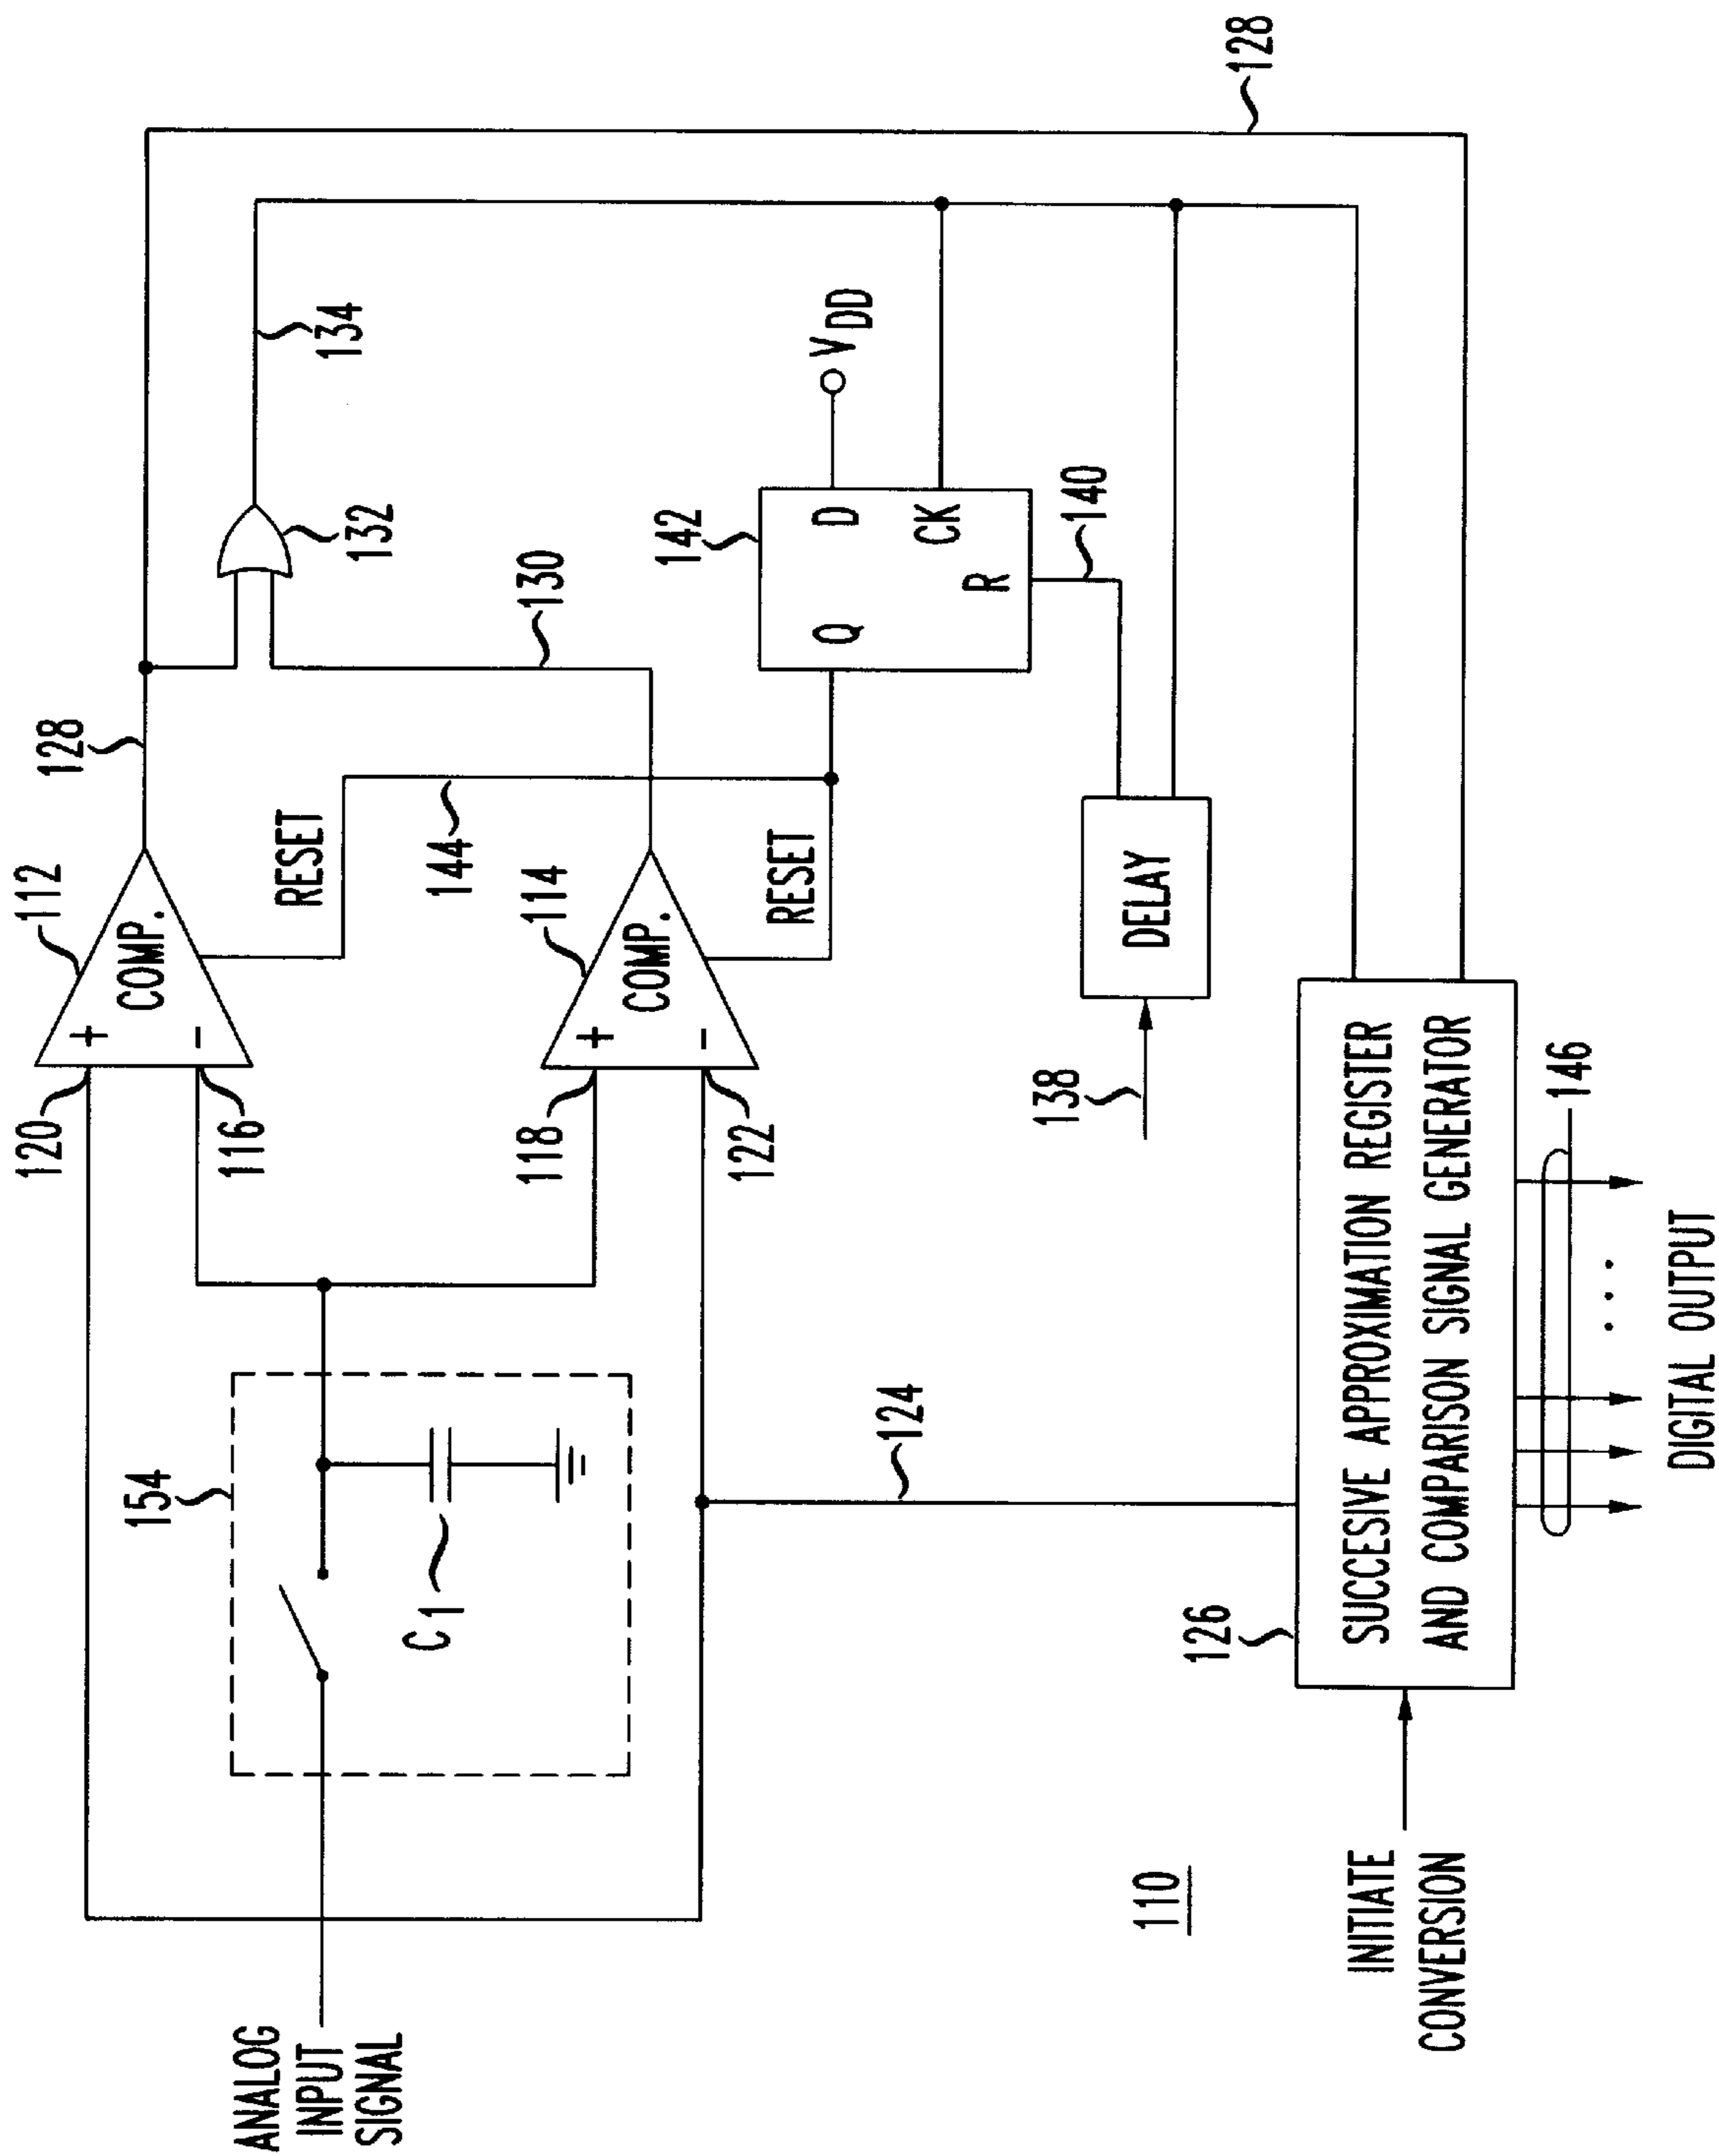 112
120
+
COMP.
-
116
128
RESET
144
118
+
114
COMP.
-
122
RESET
132
134
130
128
154
C1
ANALOG
INPUT
SIGNAL
124
142
D
Q
CK
R
VDD
140
138
DELAY
110
126
INITIATE
CONVERSION
SUCCESIVE APPROXIMATION REGISTER
AND COMPARISON SIGNAL GENERATOR
146
. . .
DIGITAL OUTPUT